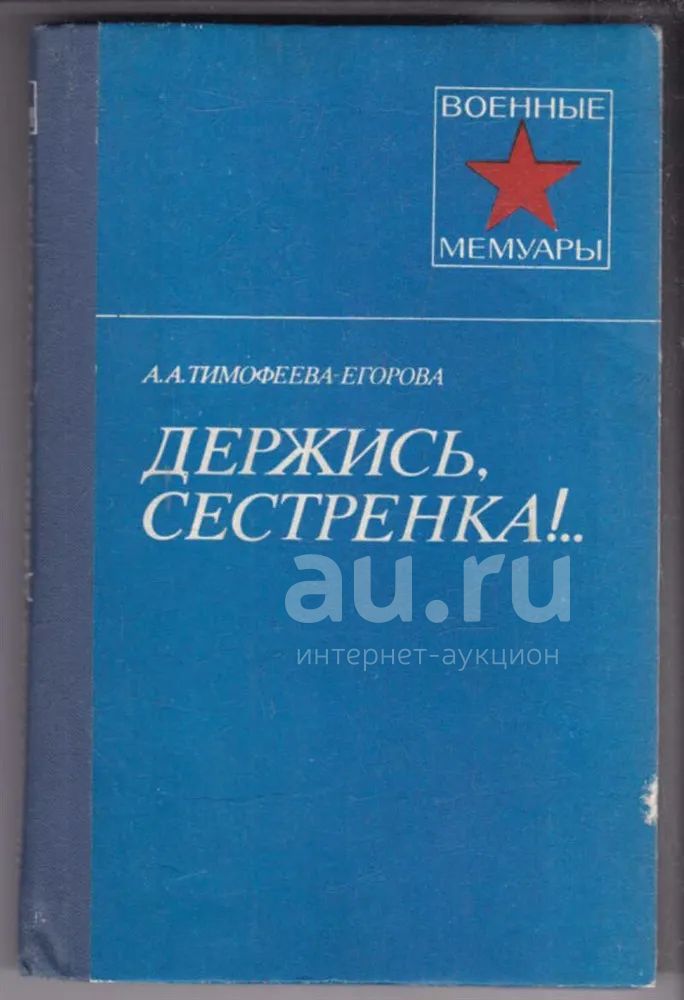 ВОЕННЫЕ
МЕМУАРЫ
А.А.ТИМОФЕЕВА-ЕГОРОВА
ДЕРЖИСЬ,
СЕСТРЕНКА!..
au.ru
интернет-аукцион